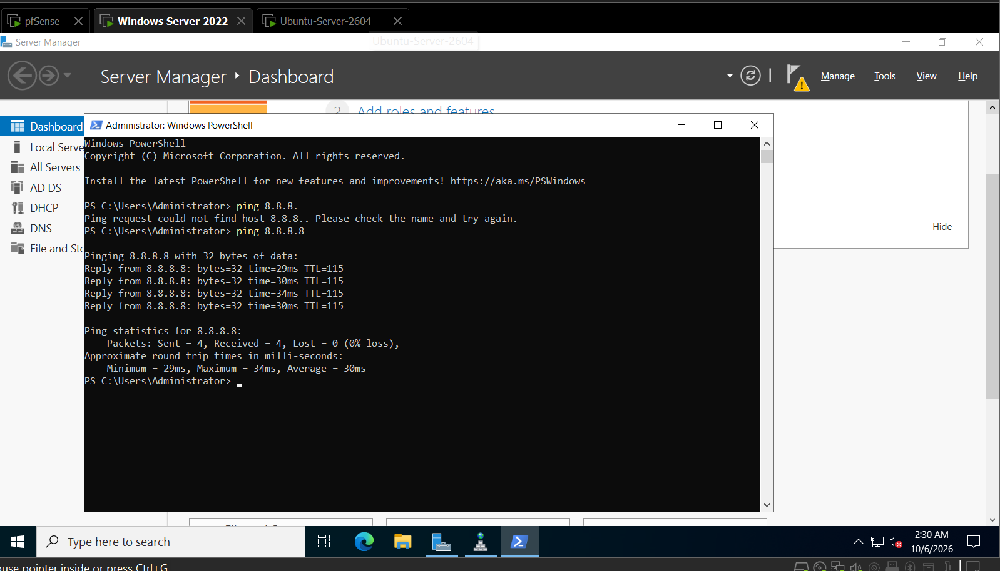 pfSense
Windows Server 2022
Ubuntu-Server-2604
Server Manager
Ubuntu-Server-2604
Server Manager
Dashboard
Manage
Tools
View
Help
2
Add roles and features
Dashboard
Local Serve
All Servers
AD DS
DHCP
DNS
File and Sto
Hide
Administrator: Windows PowerShell
Windows PowerShell
Copyright (C) Microsoft Corporation. All rights reserved.
Install the latest PowerShell for new features and improvements! https://aka.ms/PSWindows
PS C:\Users\Administrator> ping 8.8.8.
Ping request could not find host 8.8.8.. Please check the name and try again.
PS C:\Users\Administrator> ping 8.8.8.8
Pinging 8.8.8.8 with 32 bytes of data:
Reply from 8.8.8.8: bytes=32 time=29ms TTL=115
Reply from 8.8.8.8: bytes=32 time=30ms TTL=115
Reply from 8.8.8.8: bytes=32 time=34ms TTL=115
Reply from 8.8.8.8: bytes=32 time=30ms TTL=115
Ping statistics for 8.8.8.8:
Packets: Sent = 4, Received = 4, Lost = 0 (0% loss),
Approximate round trip times in milli-seconds:
Minimum = 29ms, Maximum = 34ms, Average = 30ms
PS C:\Users\Administrator>
Type here to search
2:30 AM
10/6/2026
ouse pointer inside or press Ctrl+G